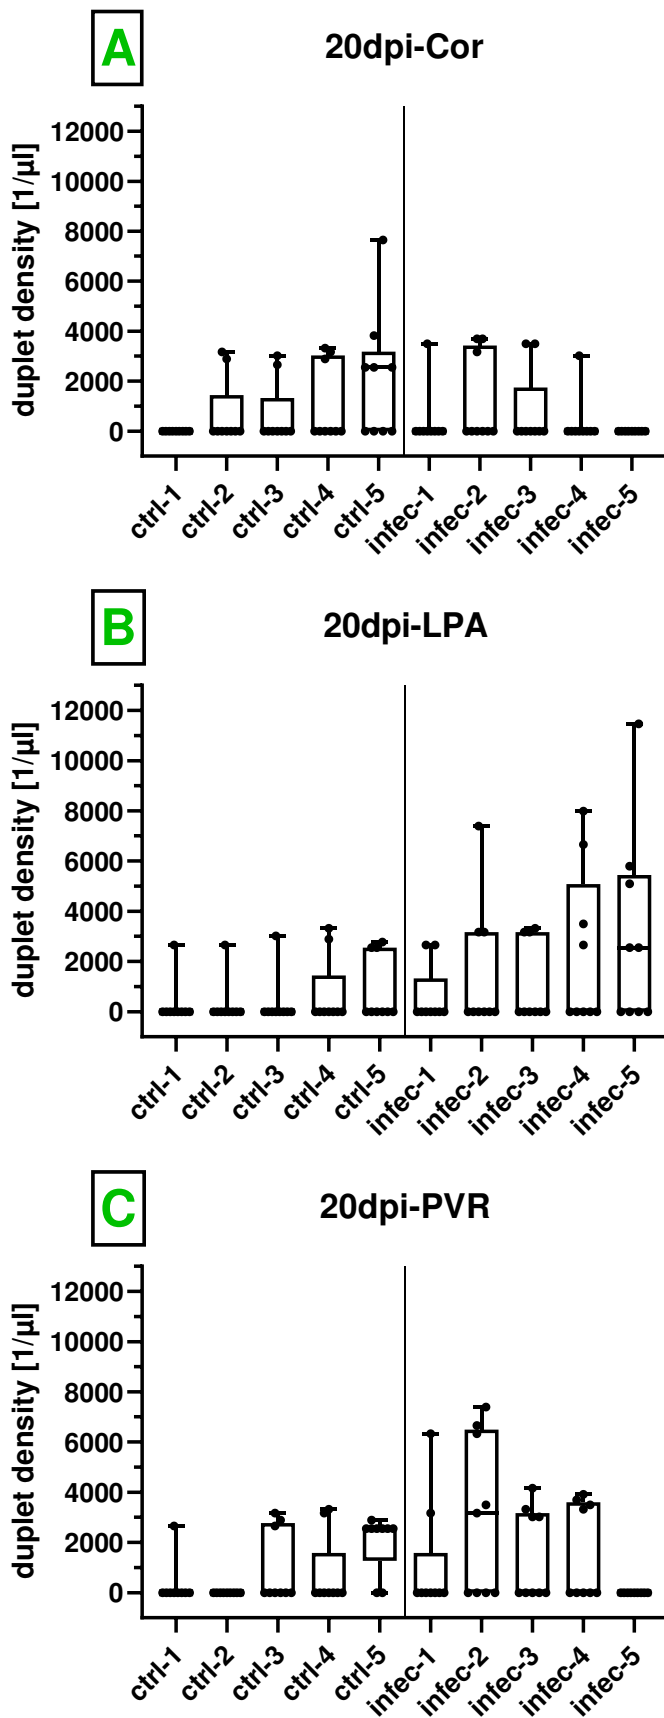 A
20dpi-Cor
duplet density [1/µl]
12000
10000
8000
6000
4000
2000
0
ctrl-1 ctrl-2 ctrl-3 ctrl-4 ctrl-5 infec-1 infec-2 infec-3 infec-4 infec-5
B
20dpi-LPA
duplet density [1/µl]
12000
10000
8000
6000
4000
2000
0
ctrl-1 ctrl-2 ctrl-3 ctrl-4 ctrl-5 infec-1 infec-2 infec-3 infec-4 infec-5
C
20dpi-PVR
duplet density [1/µl]
12000
10000
8000
6000
4000
2000
0
ctrl-1 ctrl-2 ctrl-3 ctrl-4 ctrl-5 infec-1 infec-2 infec-3 infec-4 infec-5